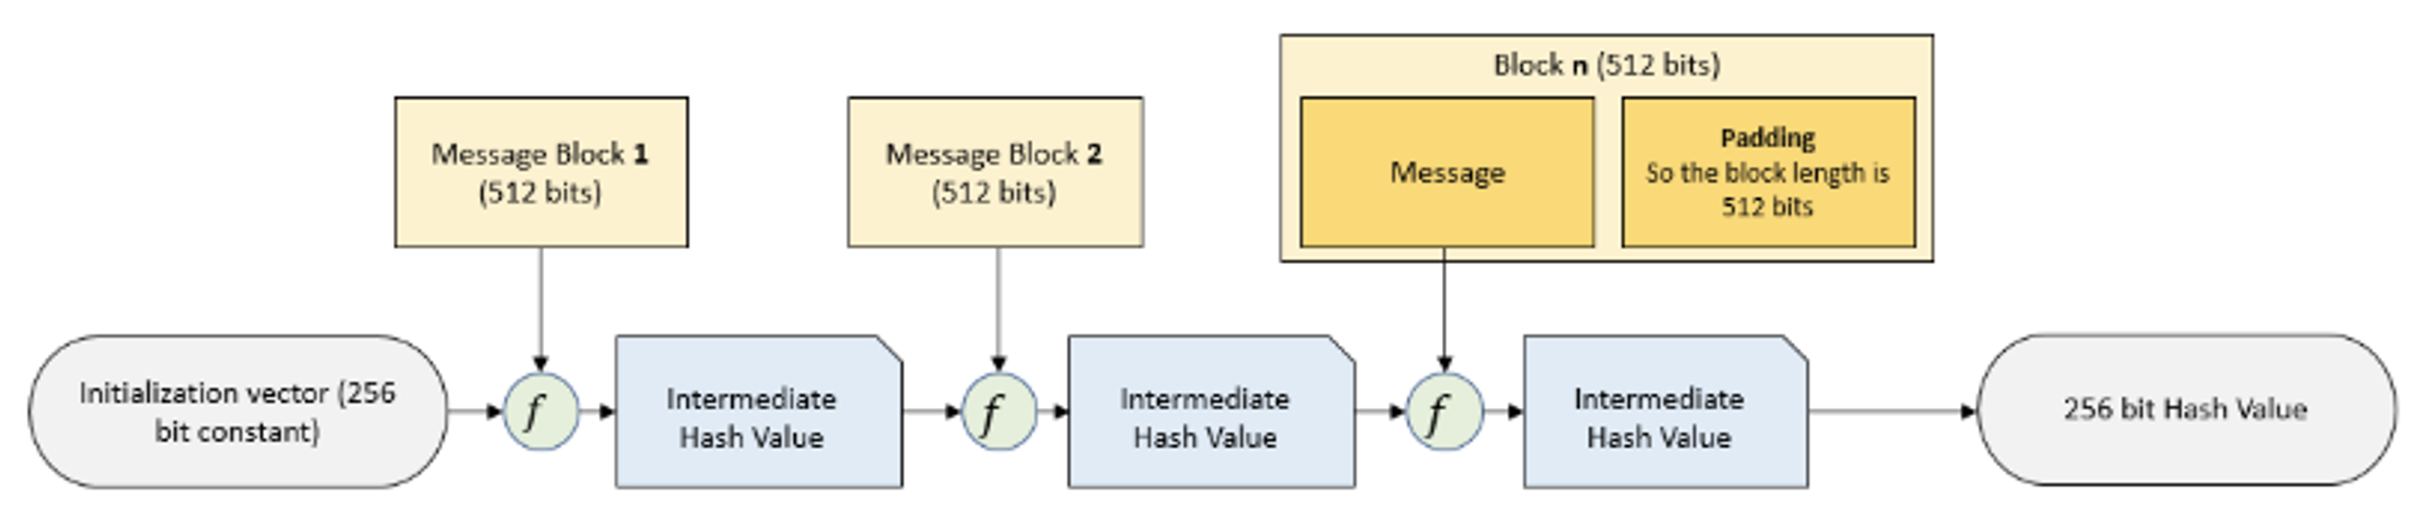 Block n (512 bits)
Message Block 1
(512 bits)
Message Block 2
(512 bits)
Message
Padding
So the block length is
512 bits
Initialization vector (256
bit constant)
f
Intermediate
Hash Value
f
Intermediate
Hash Value
f
Intermediate
Hash Value
256 bit Hash Value